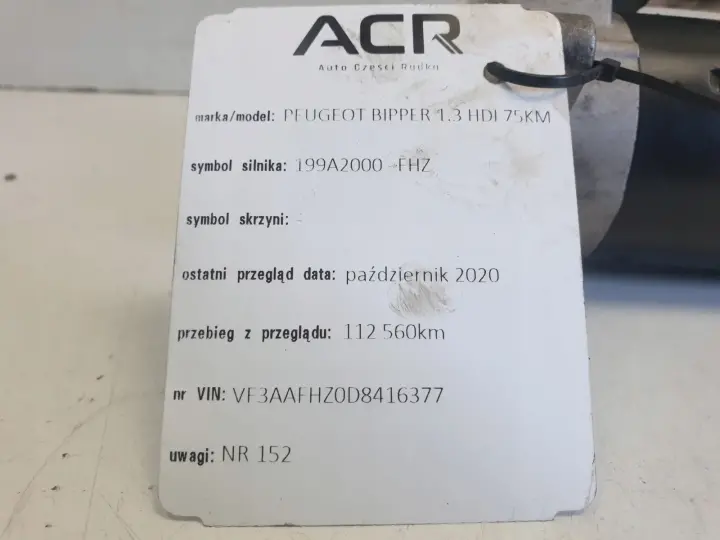 ACR
Auto Części Rudka
marka/model: PEUGEOT BIPPER 1.3 HDI 75KM
symbol silnika: 199A2000 -FHZ
symbol skrzyni: -
ostatni przegląd data: październik 2020
przebieg z przeglądu: 112 560km
nr VIN: VF3AAFHZ0D8416377
uwagi: NR 152